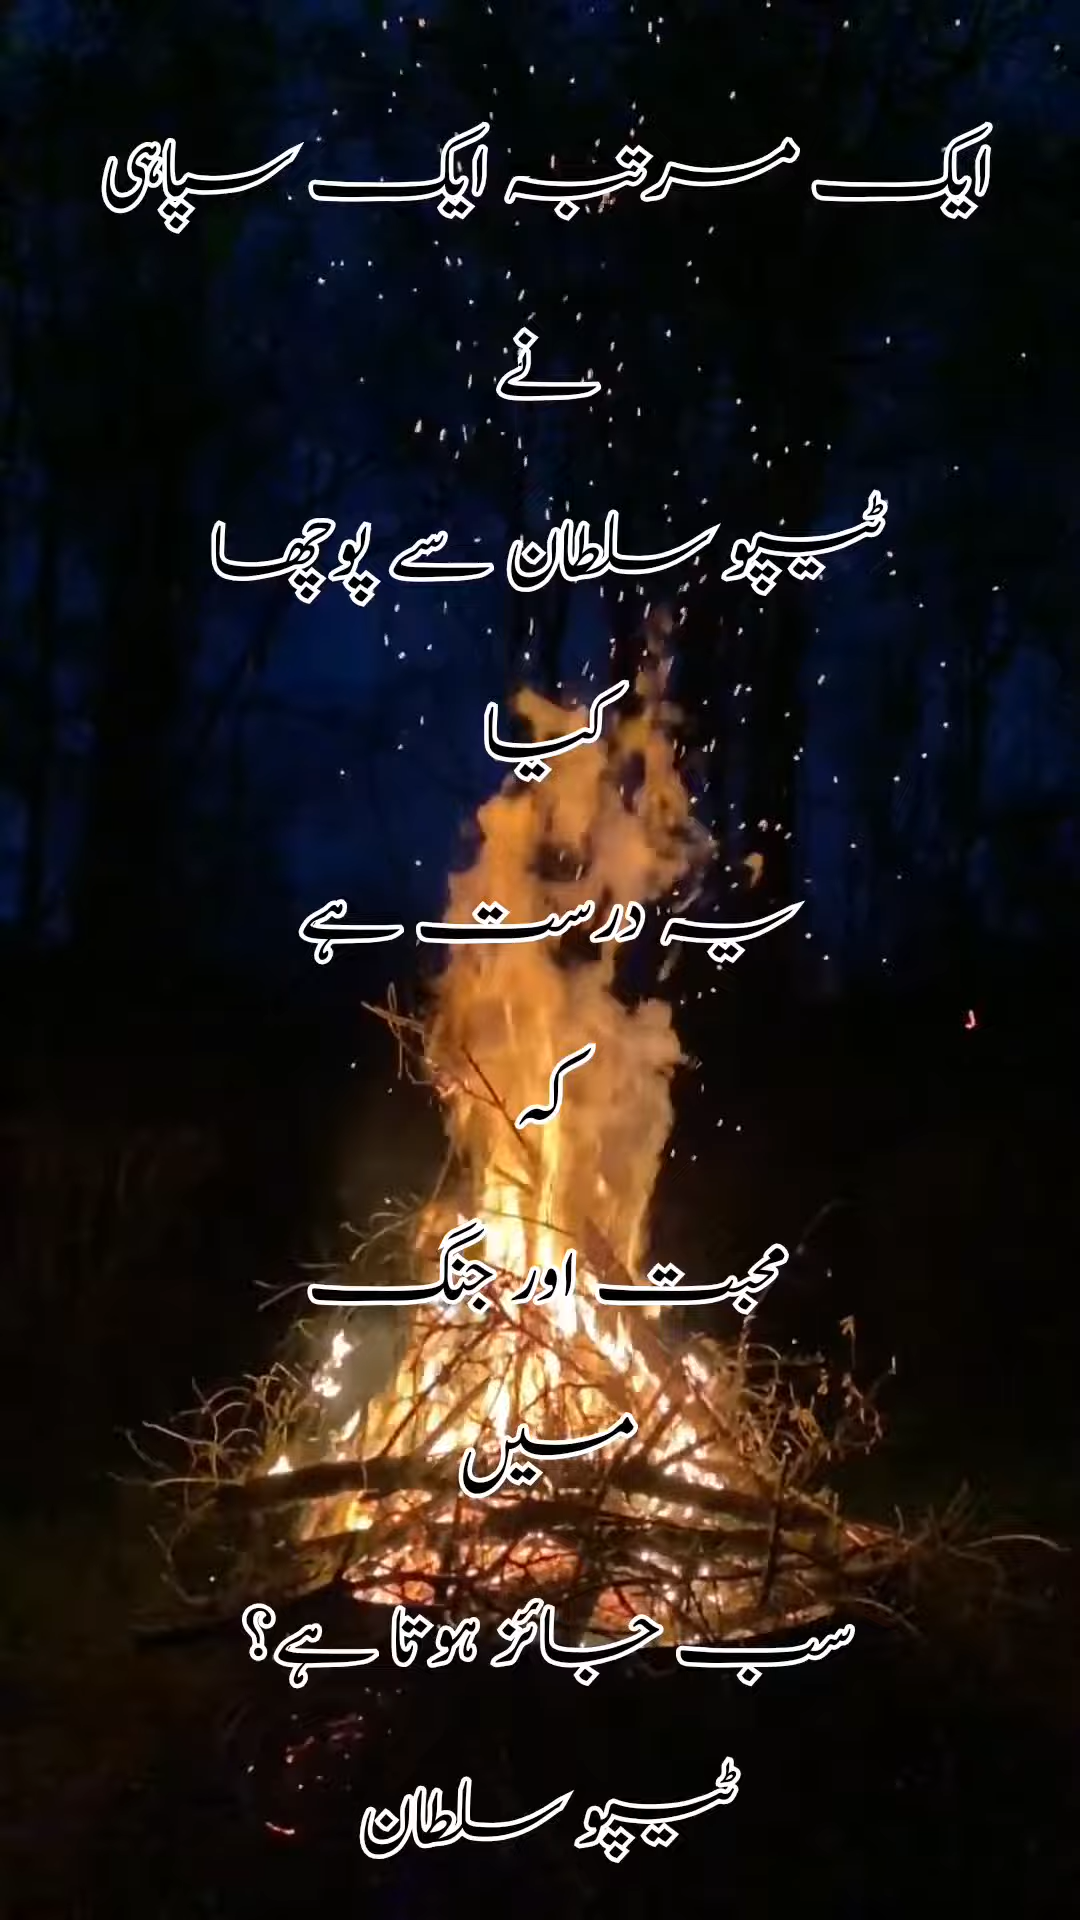 ایک مرتبہ ایک سپاہی
نے
ٹیپو سلطان سے پوچھا
کیا
یہ درست ہے
کہ
محبت اور جنگ
میں
سب جائز ہوتا ہے؟
ٹیپو سلطان